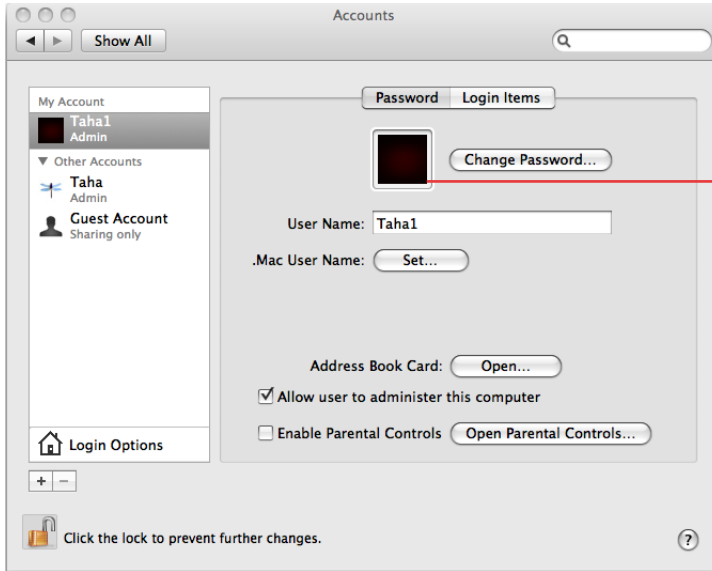 Accounts
Show All
My Account
Taha1
Admin
Other Accounts
Taha
Admin
Guest Account
Sharing only
Login Options
Password Login Items
Change Password...
User Name: Taha1
.Mac User Name: Set...
Address Book Card: Open...
Allow user to administer this computer
Enable Parental Controls Open Parental Controls...
+ −
Click the lock to prevent further changes.
?